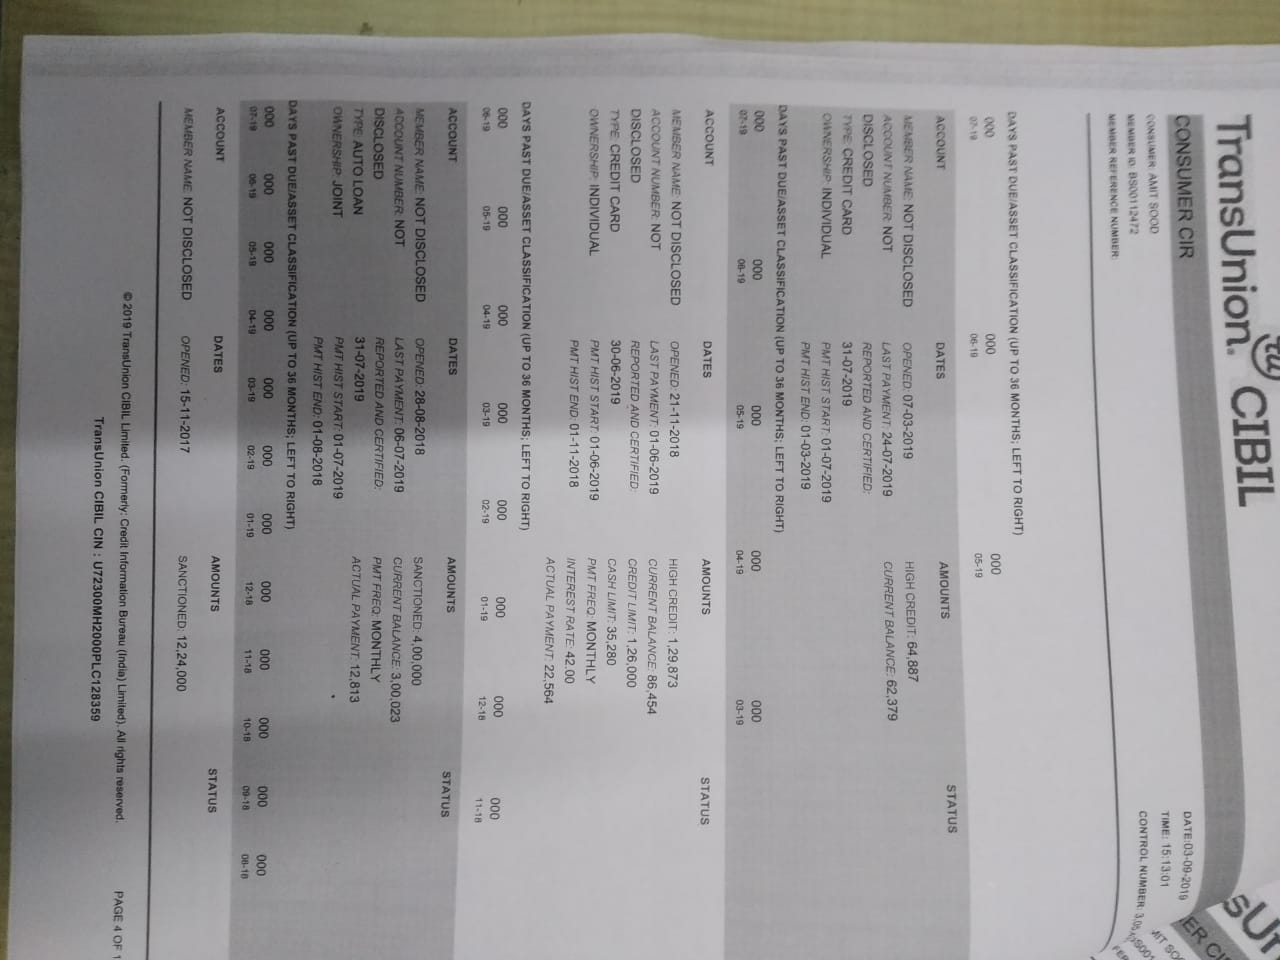 TransUnion CIBIL
CONSUMER CIR
CONSUMER: AMIT SOOD
MEMBER ID: BS00112472
MEMBER REFERENCE NUMBER:
DATE:03-09-2019
TIME: 15:13:01
CONTROL NUMBER:
DAYS PAST DUE/ASSET CLASSIFICATION (UP TO 36 MONTHS; LEFT TO RIGHT)
000 000 000
07-19 06-19 05-19
ACCOUNT DATES AMOUNTS STATUS
MEMBER NAME: NOT DISCLOSED OPENED: 07-03-2019 HIGH CREDIT: 64,887
ACCOUNT NUMBER: NOT LAST PAYMENT: 24-07-2019 CURRENT BALANCE: 62,379
DISCLOSED REPORTED AND CERTIFIED:
TYPE: CREDIT CARD 31-07-2019
OWNERSHIP: INDIVIDUAL PMT HIST START: 01-07-2019
PMT HIST END: 01-03-2019
DAYS PAST DUE/ASSET CLASSIFICATION (UP TO 36 MONTHS; LEFT TO RIGHT)
000 000 000 000 000
07-19 06-19 05-19 04-19 03-19
ACCOUNT DATES AMOUNTS STATUS
MEMBER NAME: NOT DISCLOSED OPENED: 21-11-2018 HIGH CREDIT: 1,29,873
ACCOUNT NUMBER: NOT LAST PAYMENT: 01-06-2019 CURRENT BALANCE: 86,454
DISCLOSED REPORTED AND CERTIFIED: CREDIT LIMIT: 1,26,000
TYPE: CREDIT CARD 30-06-2019 CASH LIMIT: 35,280
OWNERSHIP: INDIVIDUAL PMT HIST START: 01-06-2019 PMT FREQ: MONTHLY
PMT HIST END: 01-11-2018 INTEREST RATE: 42.00
ACTUAL PAYMENT: 22,564
DAYS PAST DUE/ASSET CLASSIFICATION (UP TO 36 MONTHS; LEFT TO RIGHT)
000 000 000 000 000 000 000 000
06-19 05-19 04-19 03-19 02-19 01-19 12-18 11-18
ACCOUNT DATES AMOUNTS STATUS
MEMBER NAME: NOT DISCLOSED OPENED: 28-08-2018 SANCTIONED: 4,00,000
ACCOUNT NUMBER: NOT LAST PAYMENT: 06-07-2019 CURRENT BALANCE: 3,00,023
DISCLOSED REPORTED AND CERTIFIED: PMT FREQ: MONTHLY
TYPE: AUTO LOAN 31-07-2019 ACTUAL PAYMENT: 12,813
OWNERSHIP: JOINT PMT HIST START: 01-07-2019
PMT HIST END: 01-08-2018
DAYS PAST DUE/ASSET CLASSIFICATION (UP TO 36 MONTHS; LEFT TO RIGHT)
000 000 000 000 000 000 000 000 000 000 000 000
07-19 06-19 05-19 04-19 03-19 02-19 01-19 12-18 11-18 10-18 09-18 08-18
ACCOUNT DATES AMOUNTS STATUS
MEMBER NAME: NOT DISCLOSED OPENED: 15-11-2017 SANCTIONED: 12,24,000
© 2019 TransUnion CIBIL Limited. (Formerly: Credit Information Bureau (India) Limited). All rights reserved. PAGE 4 OF 1
TransUnion CIBIL CIN : U72300MH2000PLC128359